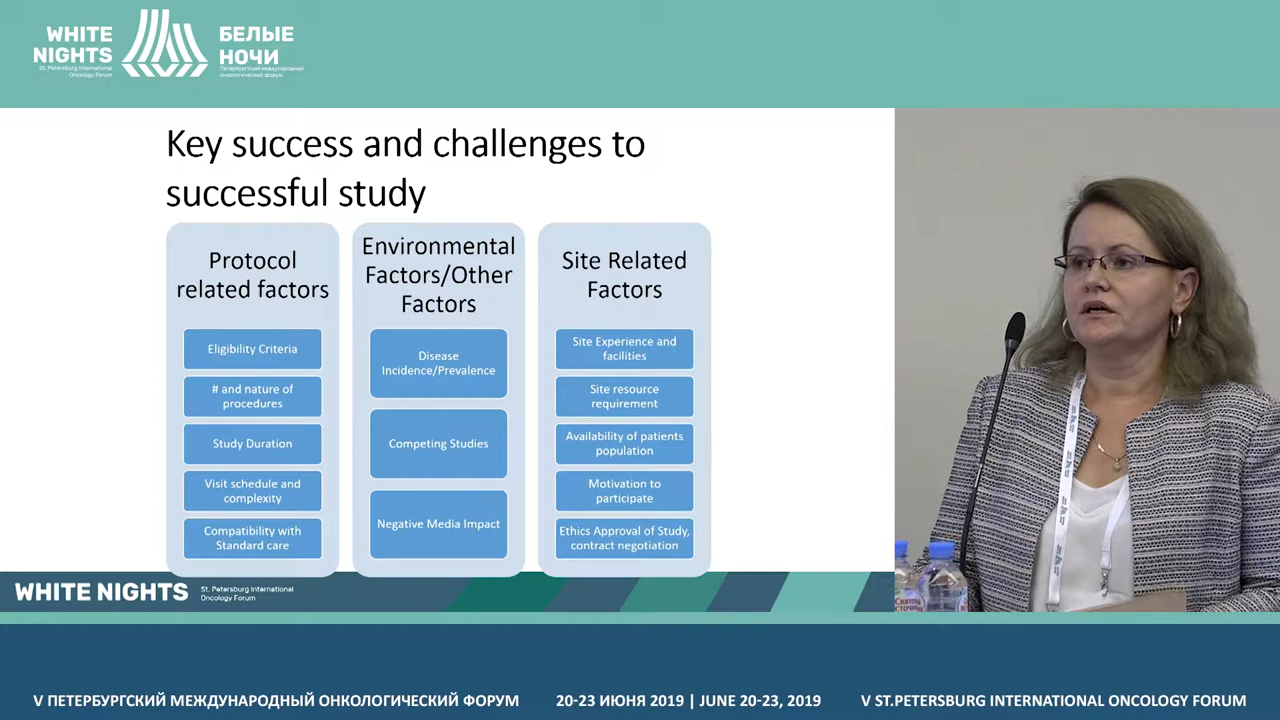 WHITE
NIGHTS
St. Petersburg International
Oncology Forum
БЕЛЫЕ
НОЧИ
Петербургский международный
онкологический форум
Key success and challenges to
successful study
Protocol
related factors
Eligibility Criteria
# and nature of
procedures
Study Duration
Visit schedule and
complexity
Compatibility with
Standard care
Environmental
Factors/Other
Factors
Disease
Incidence/Prevalence
Competing Studies
Negative Media Impact
Site Related
Factors
Site Experience and
facilities
Site resource
requirement
Availability of patients
population
Motivation to
participate
Ethics Approval of Study,
contract negotiation
WHITE NIGHTS
St. Petersburg International
Oncology Forum
V ПЕТЕРБУРГСКИЙ МЕЖДУНАРОДНЫЙ ОНКОЛОГИЧЕСКИЙ ФОРУМ
20-23 ИЮНЯ 2019 | JUNE 20-23, 2019
V ST.PETERSBURG INTERNATIONAL ONCOLOGY FORUM